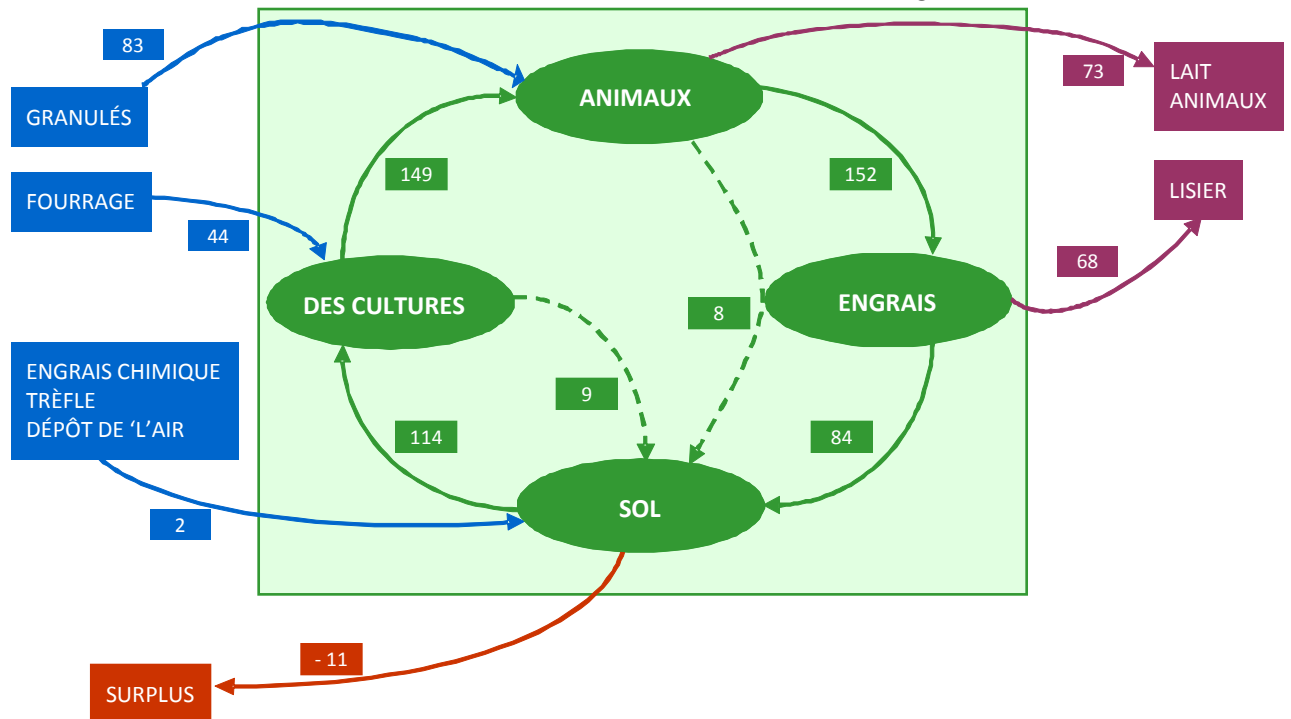 83
73
LAIT
ANIMAUX
GRANULÉS
ANIMAUX
149
152
FOURRAGE
LISIER
44
68
DES CULTURES
ENGRAIS
8
ENGRAIS CHIMIQUE
TRÈFLE
DÉPÔT DE ‘L’AIR
9
114
84
SOL
2
- 11
SURPLUS